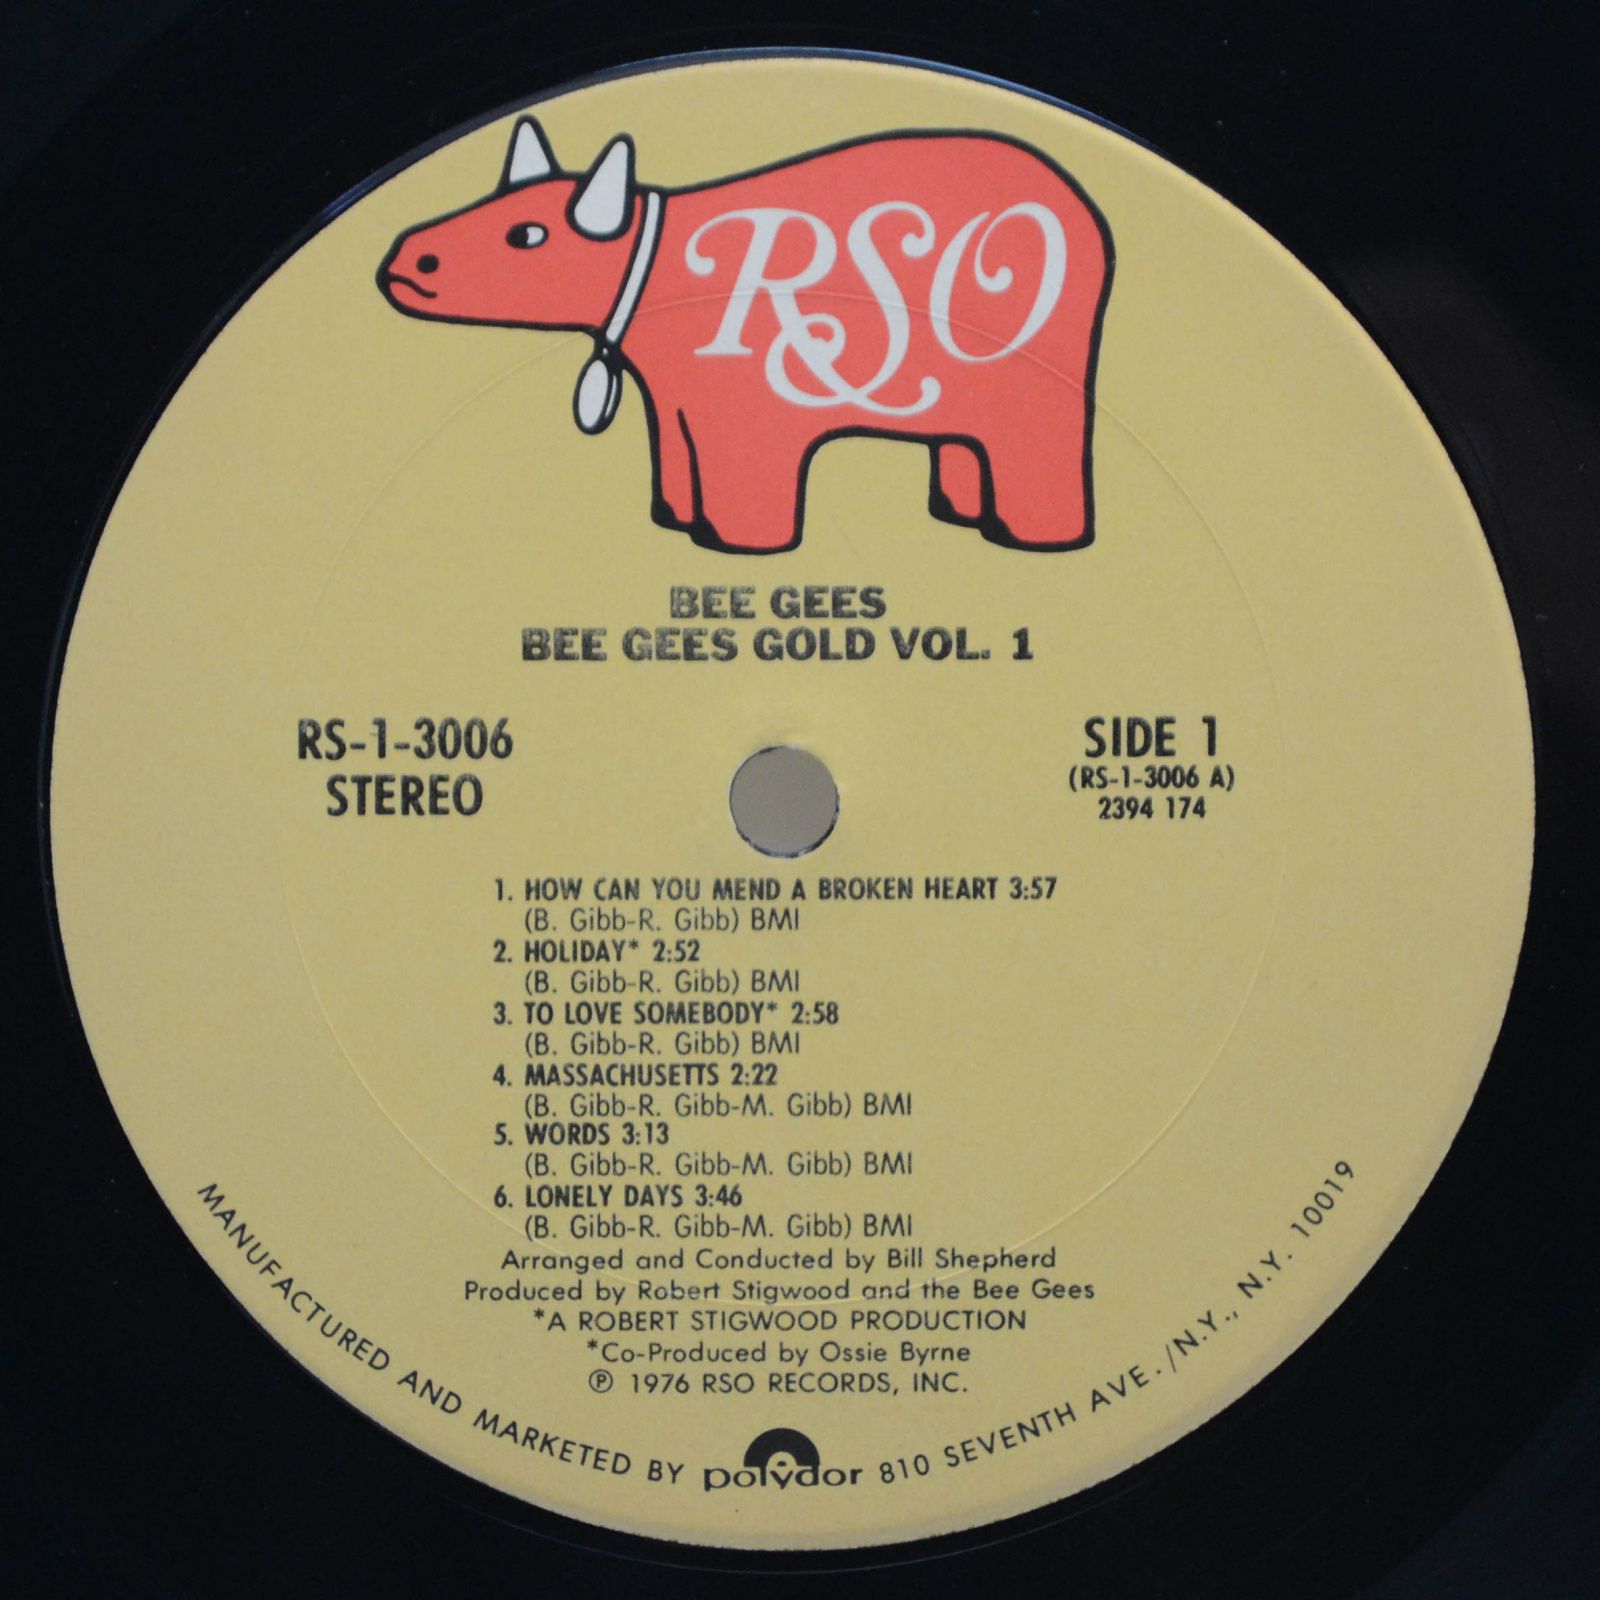 RSO
BEE GEES
BEE GEES GOLD VOL. 1
RS-1-3006
STEREO
SIDE 1
(RS-1-3006 A)
2394 174
1. HOW CAN YOU MEND A BROKEN HEART 3:57
(B. Gibb-R. Gibb) BMI
2. HOLIDAY* 2:52
(B. Gibb-R. Gibb) BMI
3. TO LOVE SOMEBODY* 2:58
(B. Gibb-R. Gibb) BMI
4. MASSACHUSETTS 2:22
(B. Gibb-R. Gibb-M. Gibb) BMI
5. WORDS 3:13
(B. Gibb-R. Gibb-M. Gibb) BMI
6. LONELY DAYS 3:46
(B. Gibb-R. Gibb-M. Gibb) BMI
Arranged and Conducted by Bill Shepherd
Produced by Robert Stigwood and the Bee Gees
*A ROBERT STIGWOOD PRODUCTION
*Co-Produced by Ossie Byrne
℗ 1976 RSO RECORDS, INC.
MANUFACTURED AND MARKETED BY polydor 810 SEVENTH AVE./N.Y., N.Y. 10019